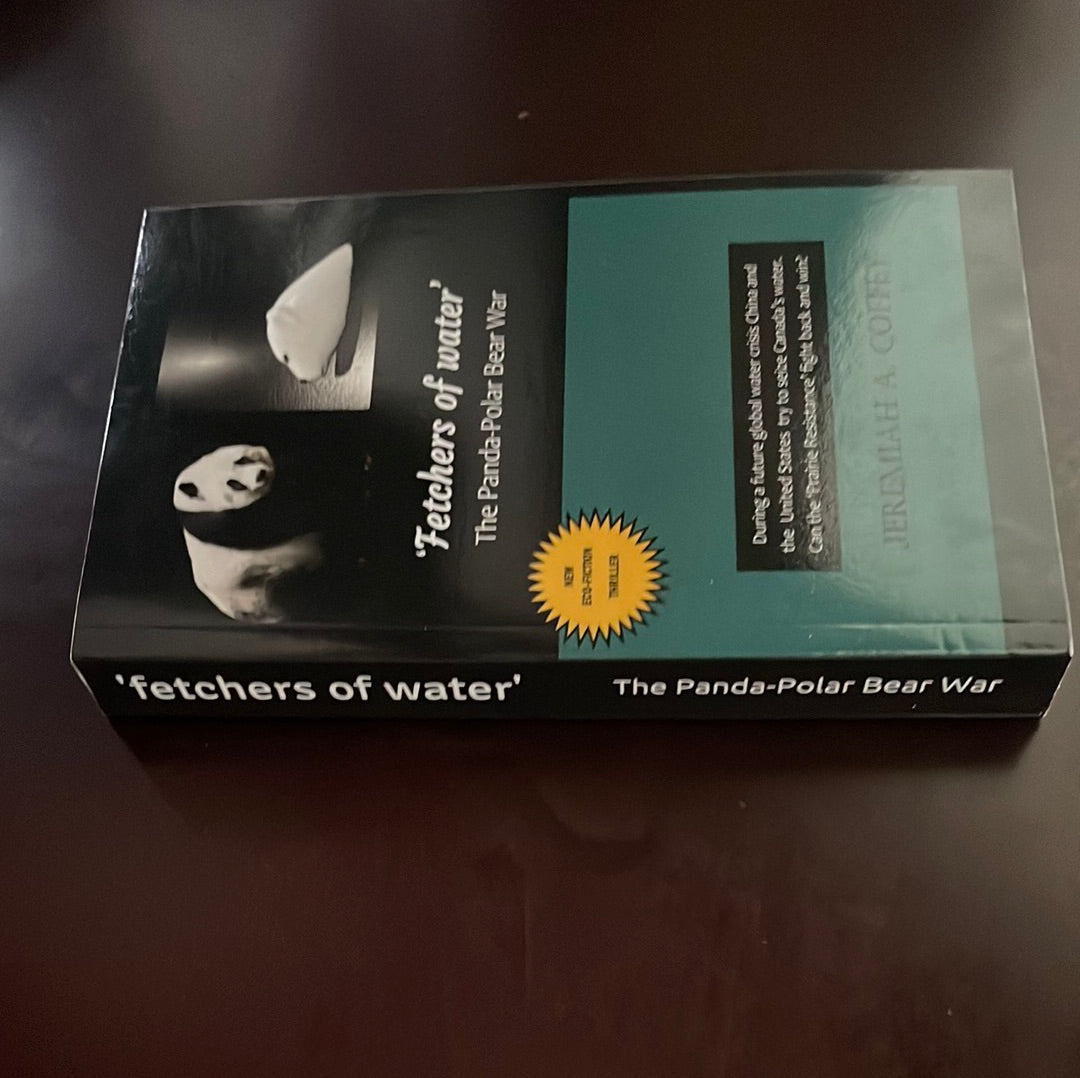 'Fetchers of water'
The Panda-Polar Bear War
NEW
ECO-FICTION
THRILLER
During a future global water crisis China and
the United States try to seize Canada's water.
Can the 'Prairie Resistance' fight back and win?
JEREMIAH A. COFFEY
'fetchers of water'
The Panda-Polar Bear War